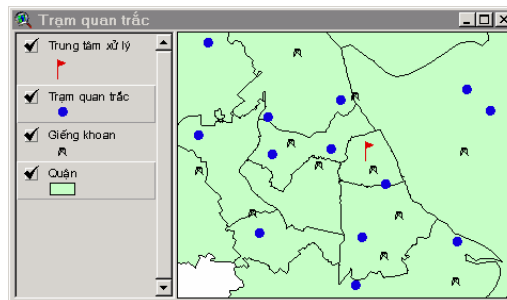 Trạm quan trắc
Trung tâm xử lý
Trạm quan trắc
Giếng khoan
Quận